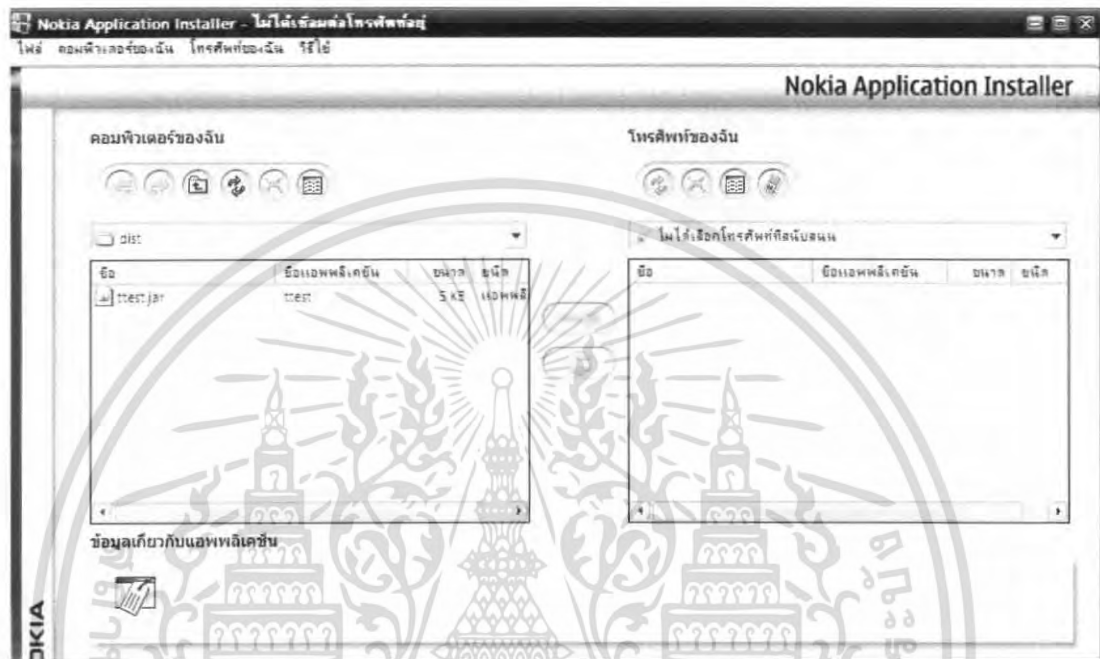 Nokia Application Installer - ไม่ได้เชื่อมต่อโทรศัพท์อยู่
ไฟล์ คอมพิวเตอร์ของฉัน โทรศัพท์ของฉัน วิธีใช้
Nokia Application Installer
คอมพิวเตอร์ของฉัน
โทรศัพท์ของฉัน
dist
ไม่ได้เลือกโทรศัพท์ที่สนับสนุน
ชื่อ ชื่อแอพพลิเคชั่น ขนาด ชนิด
ชื่อ ชื่อแอพพลิเคชั่น ขนาด ชนิด
ttest.jar ttest 5 KB แอพพลิ
ข้อมูลเกี่ยวกับแอพพลิเคชั่น
OKIA